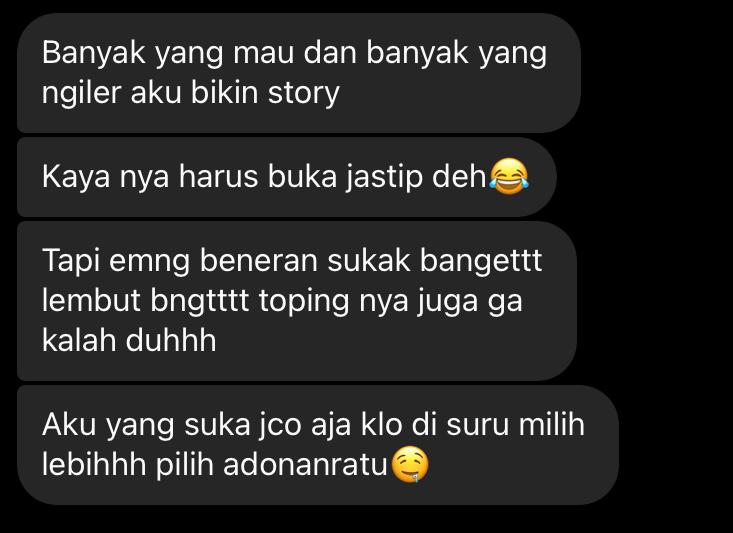 Banyak yang mau dan banyak yang
ngiler aku bikin story
Kaya nya harus buka jastip deh😂
Tapi emng beneran sukak bangettt
lembut bngtttt toping nya juga ga
kalah duhhh
Aku yang suka jco aja klo di suru milih
lebihhh pilih adonanratu🤤